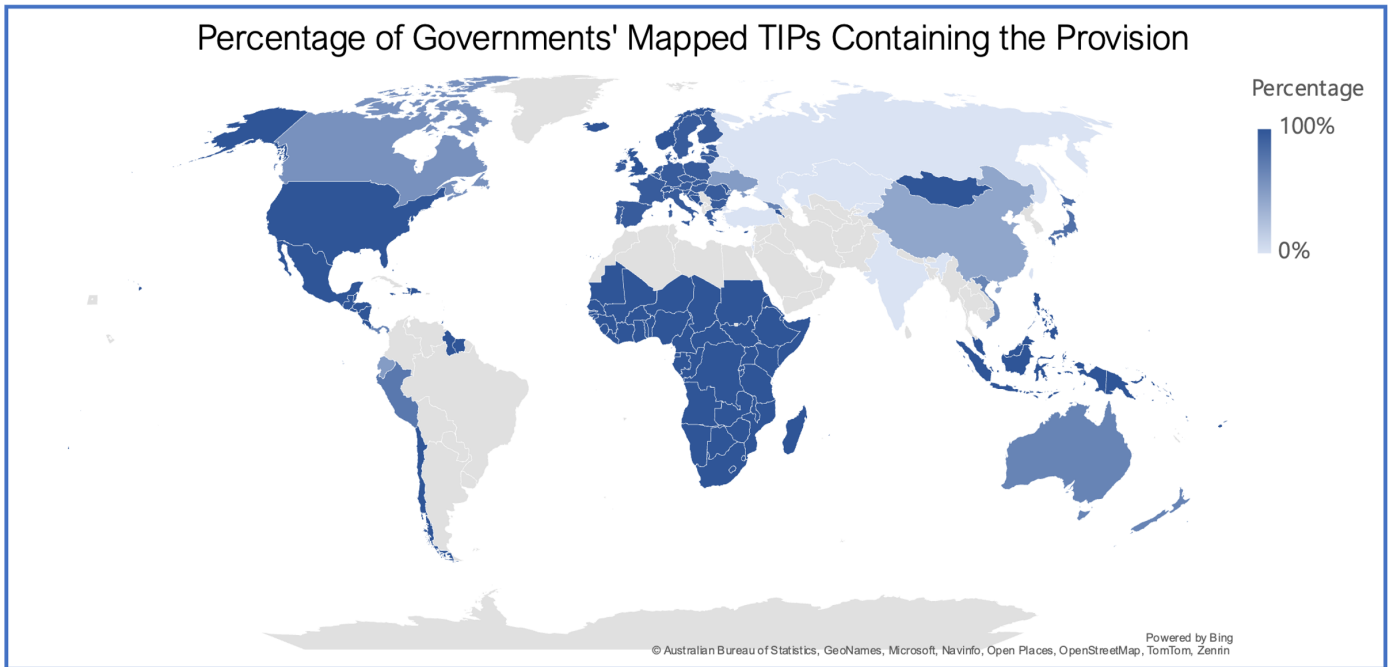 Percentage of Governments' Mapped TIPs Containing the Provision
Percentage
100%
0%
Powered by Bing
© Australian Bureau of Statistics, GeoNames, Microsoft, Navinfo, Open Places, OpenStreetMap, TomTom, Zenrin